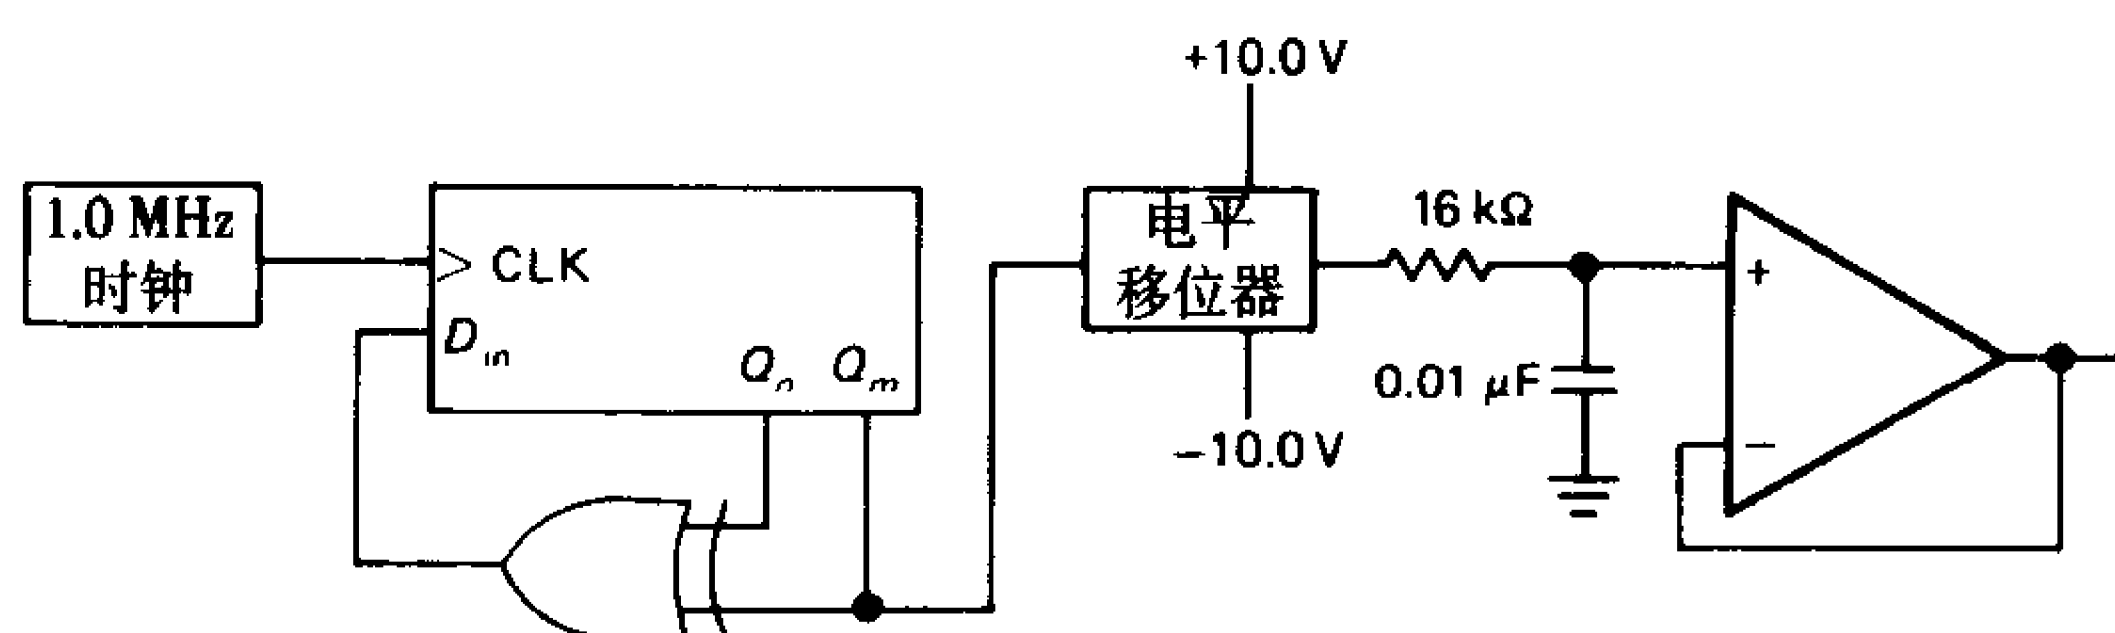 +10.0 V
1.0 MHz
时钟
CLK
D_in
Q_n Q_m
电平
移位器
16 kΩ
0.01 μF
−10.0 V
+
−